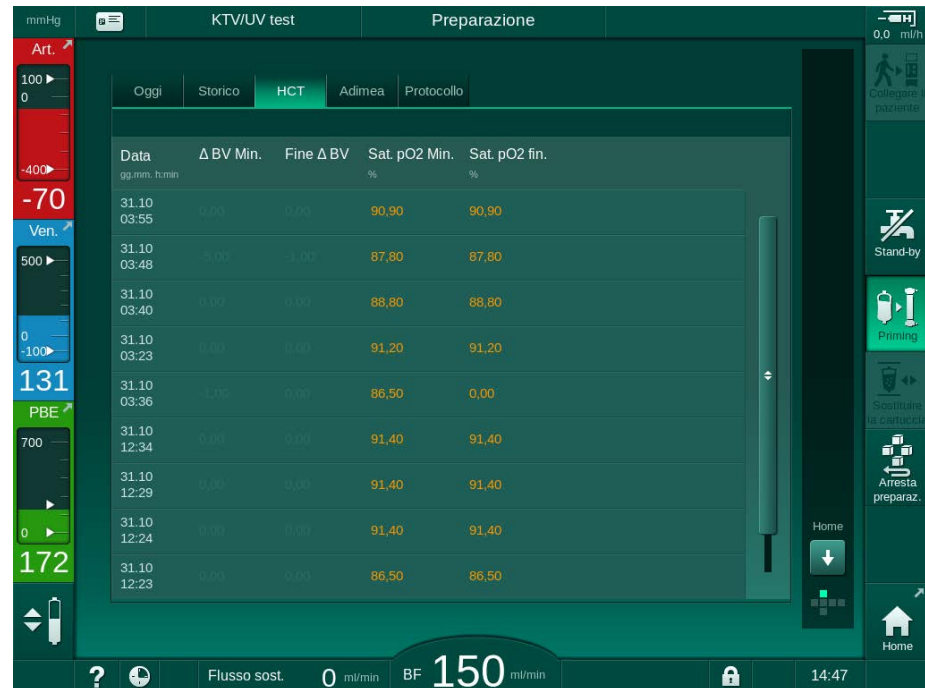 mmHg
KTV/UV test
Preparazione
0,0 ml/h
Art.
100
0
-400
-70
Ven.
500
0
-100
131
PBE
700
0
172
Oggi Storico HCT Adimea Protocollo
Data Δ BV Min. Fine Δ BV Sat. pO2 Min. Sat. pO2 fin.
gg.mm. h:min % %
31.10
03:55 0,00 0,00 90,90 90,90
31.10
03:48 -5,00 -1,00 87,80 87,80
31.10
03:40 0,00 0,00 88,80 88,80
31.10
03:23 0,00 0,00 91,20 91,20
31.10
03:36 -1,00 0,00 86,50 0,00
31.10
12:34 0,00 0,00 91,40 91,40
31.10
12:29 0,00 0,00 91,40 91,40
31.10
12:24 0,00 0,00 91,40 91,40
31.10
12:23 0,00 0,00 86,50 86,50
Home
Collegare il
paziente
Stand-by
Priming
Sostituire
la cartuccia
Arresta
preparaz.
Home
?
Flusso sost. 0 ml/min
BF 150 ml/min
14:47